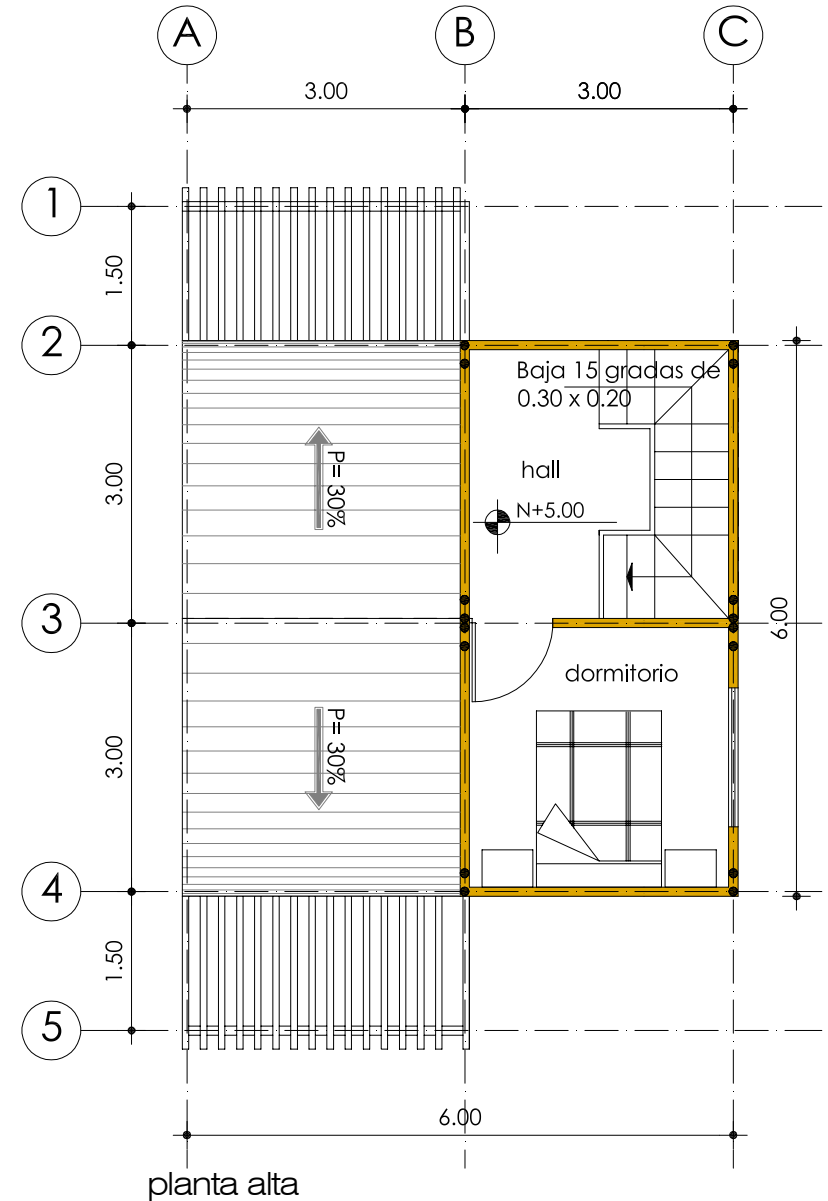 A
B
C
3.00
3.00
1
1.50
2
Baja 15 gradas de
0.30 x 0.20
3.00
P= 30%
hall
N+5.00
3
6.00
dormitorio
3.00
P= 30%
4
1.50
5
6.00
planta alta